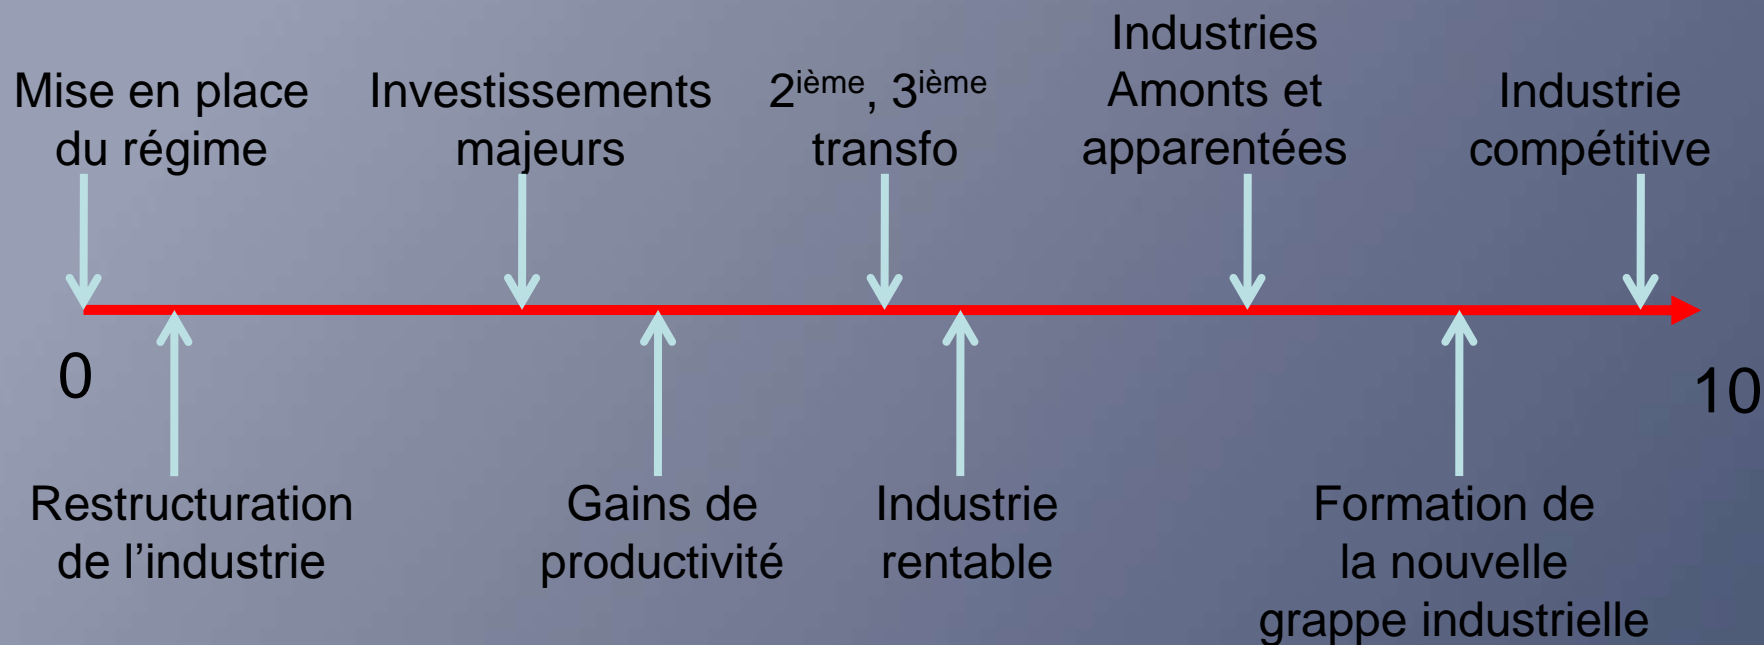 Mise en place
du régime
Investissements
majeurs
2ième, 3ième
transfo
Industries
Amonts et
apparentées
Industrie
compétitive
0
10
Restructuration
de l’industrie
Gains de
productivité
Industrie
rentable
Formation de
la nouvelle
grappe industrielle